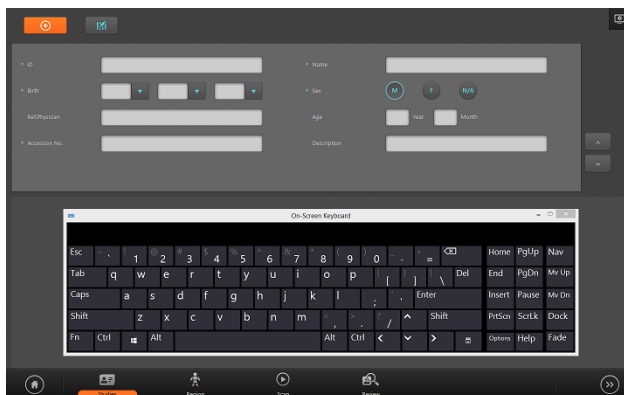 ID
Name
Birth
Sex
M
F
N/A
Ref.Physician
Age
Year
Month
Accession No.
Description
On-Screen Keyboard
Esc ~ ` ! 1 @ 2 # 3 $ 4 % 5 ^ 6 & 7 * 8 ( 9 ) 0 _ - + = Home PgUp Nav
Tab q w e r t y u i o p { [ } ] | \ Del End PgDn Mv Up
Caps a s d f g h j k l : ; " ' Enter Insert Pause Mv Dn
Shift z x c v b n m < , > . ? / Shift PrtScn ScrLk Dock
Fn Ctrl Alt Alt Ctrl Options Help Fade
Studies
Region
Scan
Review